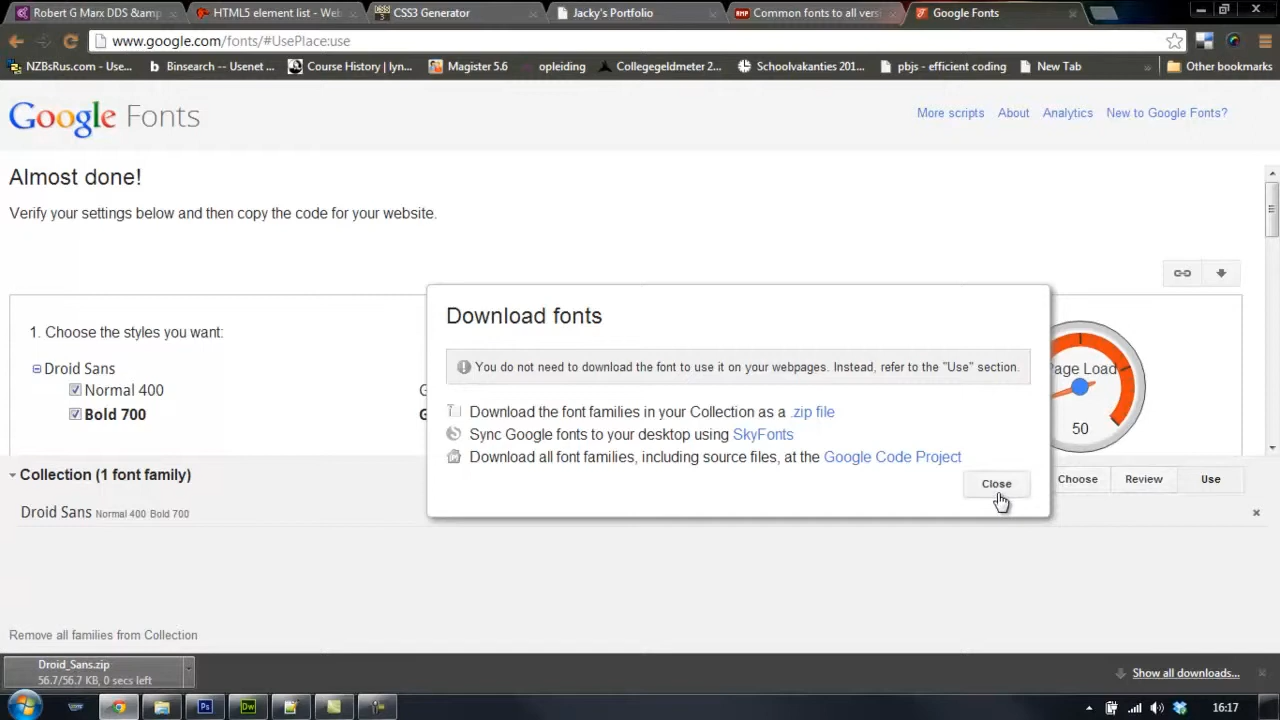 Robert G Marx DDS &amp
HTML5 element list - Web
CSS3 Generator
Jacky's Portfolio
Common fonts to all versi
Google Fonts
www.google.com/fonts/#UsePlace:use
NZBsRus.com - Use...
Binsearch -- Usenet ...
Course History | lyn...
Magister 5.6
opleiding
Collegegeldmeter 2...
Schoolvakanties 201...
pbjs - efficient coding
New Tab
»
Other bookmarks
Google Fonts
More scripts
About
Analytics
New to Google Fonts?
Almost done!
Verify your settings below and then copy the code for your website.
1. Choose the styles you want:
Droid Sans
Normal 400
Bold 700
Download fonts
You do not need to download the font to use it on your webpages. Instead, refer to the "Use" section.
Download the font families in your Collection as a .zip file
Sync Google fonts to your desktop using SkyFonts
Download all font families, including source files, at the Google Code Project
Close
Page Load
50
Collection (1 font family)
Choose
Review
Use
Droid Sans Normal 400 Bold 700
Remove all families from Collection
Droid_Sans.zip
56.7/56.7 KB, 0 secs left
Show all downloads...
Ps
Dw
16:17